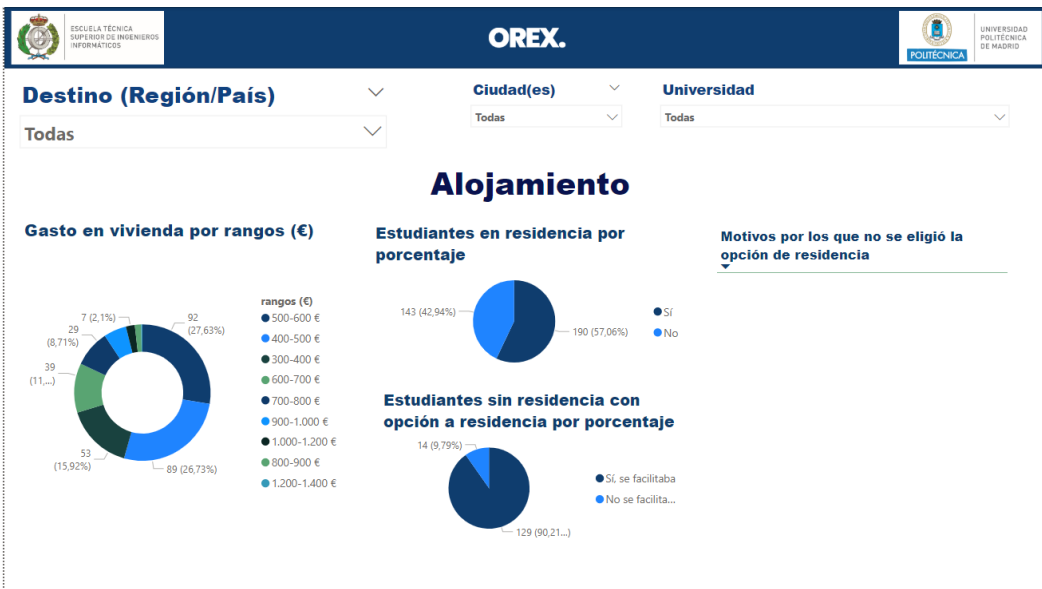 ESCUELA TÉCNICA
SUPERIOR DE INGENIEROS
INFORMÁTICOS
OREX.
POLITÉCNICA
UNIVERSIDAD
POLITÉCNICA
DE MADRID
Destino (Región/País)
Todas
Ciudad(es)
Todas
Universidad
Todas
Alojamiento
Gasto en vivienda por rangos (€)
7 (2,1%)
29
(8,71%)
39
(11,...)
53
(15,92%)
92
(27,63%)
89 (26,73%)
rangos (€)
500-600 €
400-500 €
300-400 €
600-700 €
700-800 €
900-1.000 €
1.000-1.200 €
800-900 €
1.200-1.400 €
Estudiantes en residencia por
porcentaje
143 (42,94%)
190 (57,06%)
Sí
No
Estudiantes sin residencia con
opción a residencia por porcentaje
14 (9,79%)
129 (90,21...)
Sí, se facilitaba
No se facilita...
Motivos por los que no se eligió la
opción de residencia